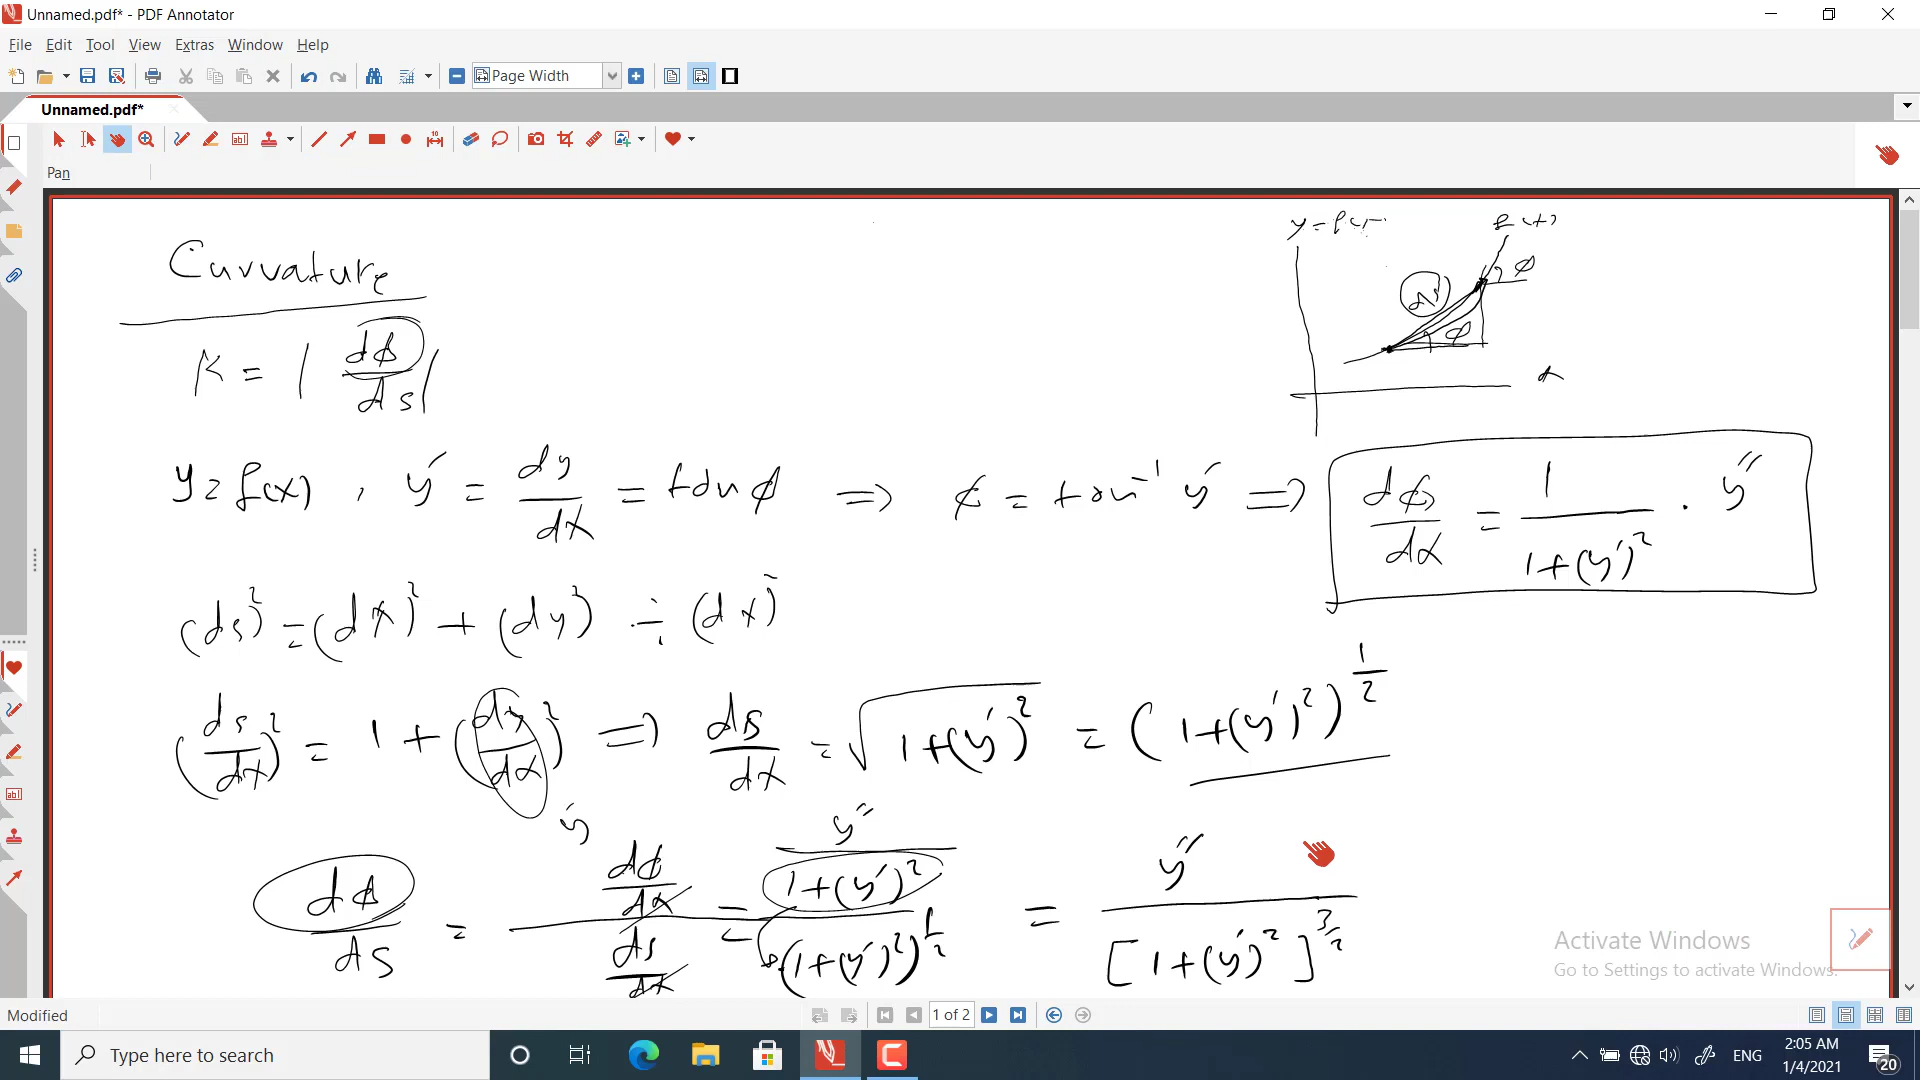 Unnamed.pdf* - PDF Annotator
File Edit Tool View Extras Window Help
Page Width
Unnamed.pdf*
Pan
Curvature
K = | dϕ/ds |
y = f(x)
ϕ
ϕ
x
y = f(x) , y' = dy/dx = tan ϕ ⇒ ϕ = tan⁻¹ y' ⇒ dϕ/dx = 1/(1+(y')²) · y''
(ds)² = (dx)² + (dy)² ÷ (dx)²
(ds/dx)² = 1 + (dy/dx)² ⇒ ds/dx = √(1+(y')²) = (1+(y')²)^(1/2)
y'
dϕ/ds = (dϕ/dx)/(ds/dx) = (y''/(1+(y')²))/((1+(y')²)^(1/2)) = y''/[1+(y')²]^(3/2)
Activate Windows
Go to Settings to activate Windows.
Modified
1 of 2
Type here to search
ENG
2:05 AM
1/4/2021
20